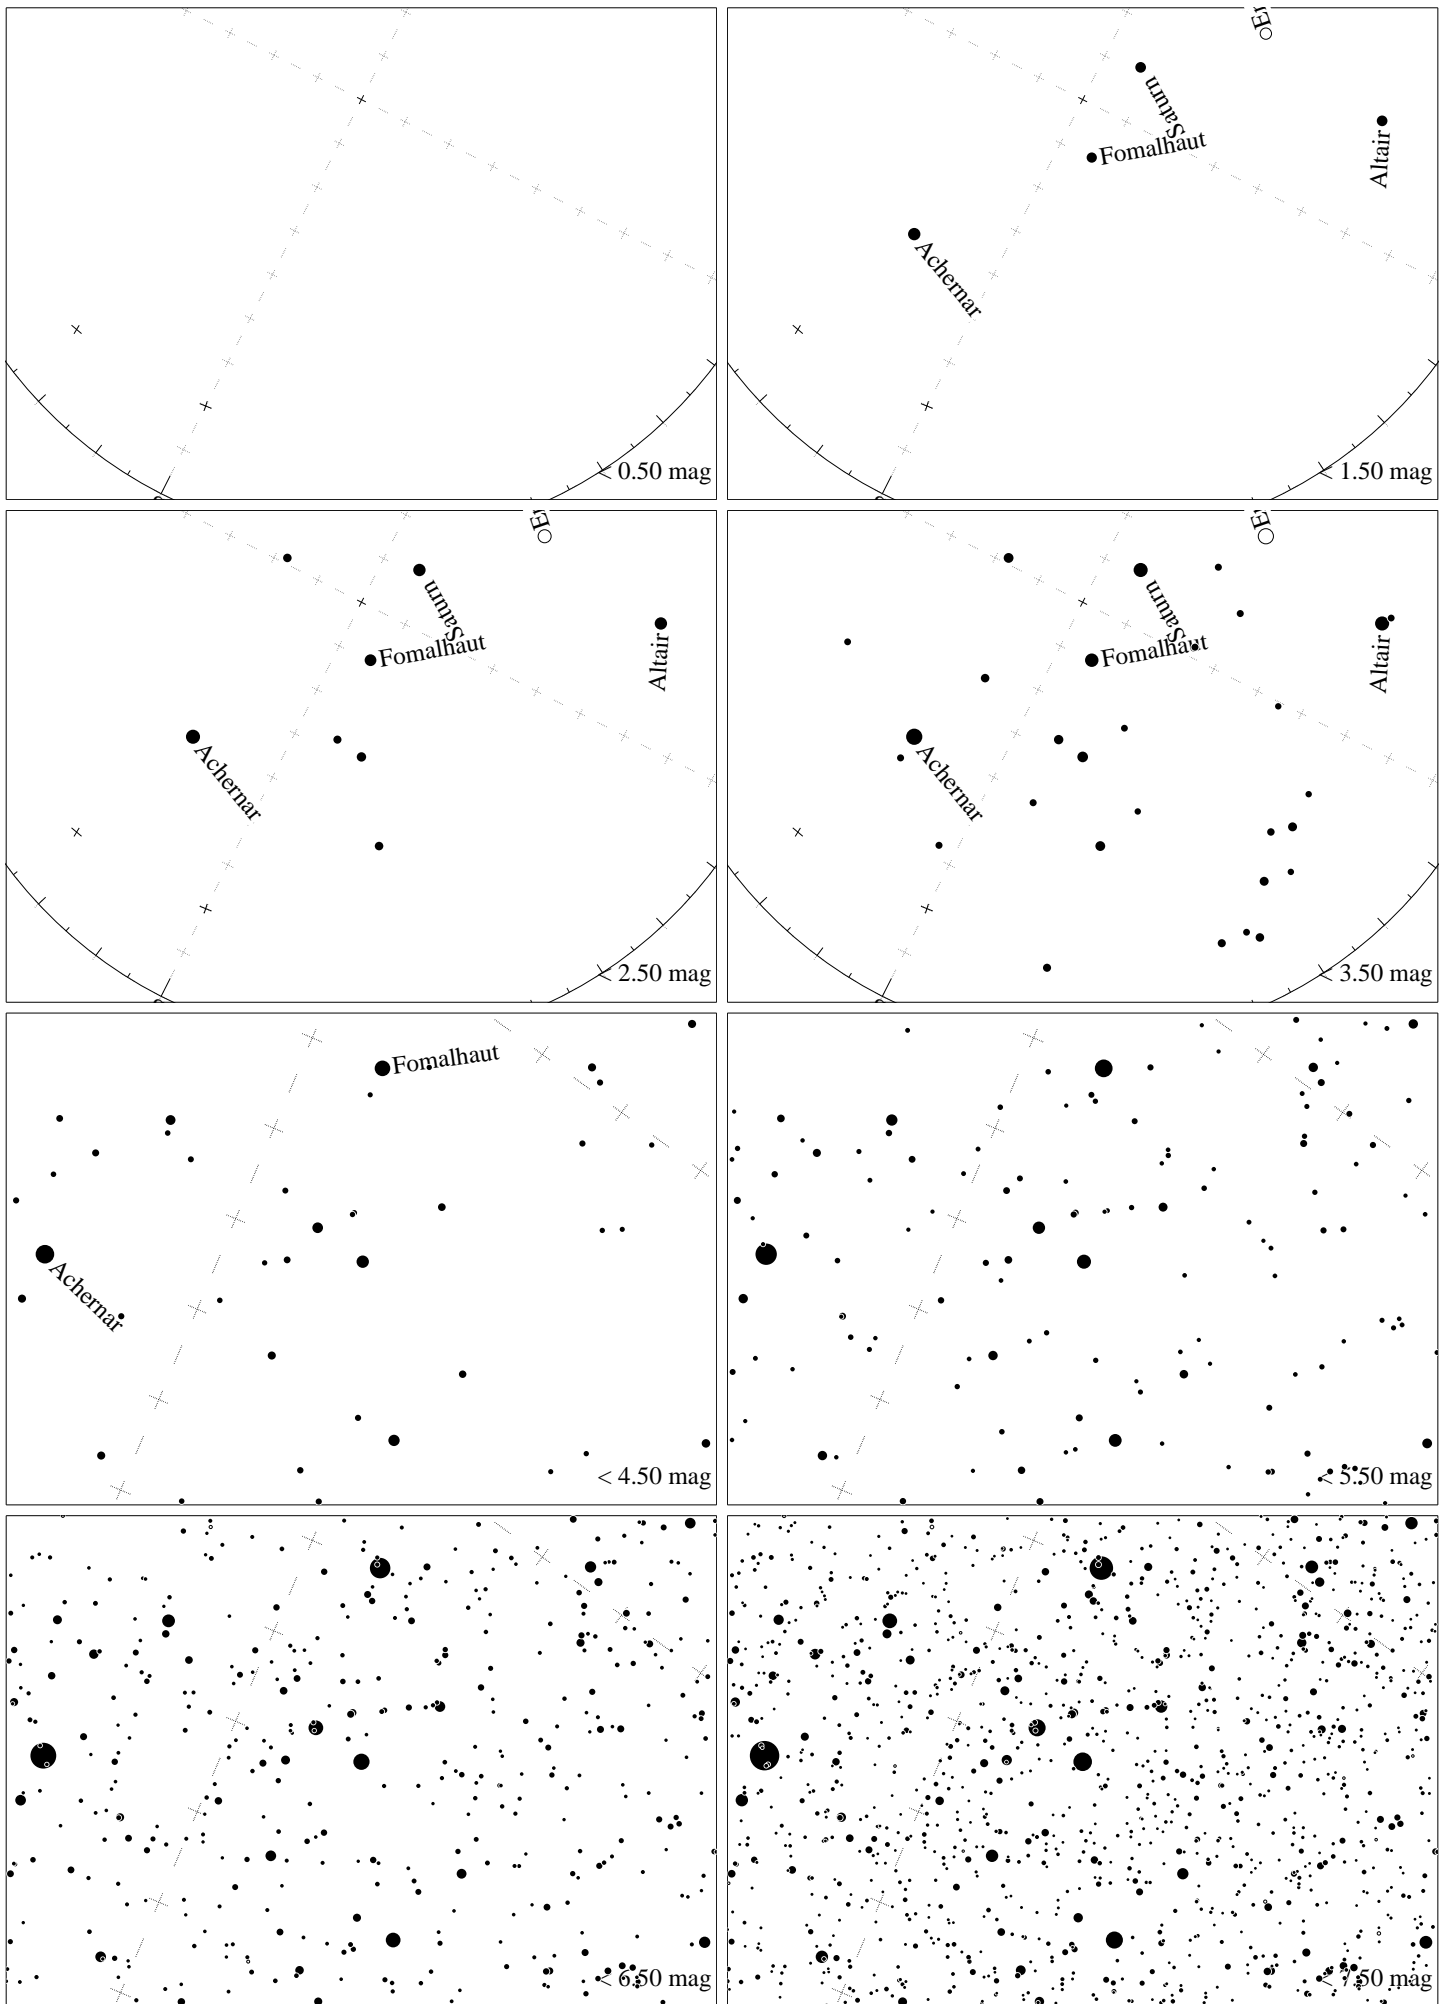 < 0.50 mag
Saturn
Fomalhaut
Altair
Achernar
< 1.50 mag
Saturn
Fomalhaut
Altair
Achernar
< 2.50 mag
Saturn
Fomalhaut
Altair
Achernar
< 3.50 mag
Fomalhaut
Achernar
< 4.50 mag
< 5.50 mag
< 6.50 mag
< 7.50 mag